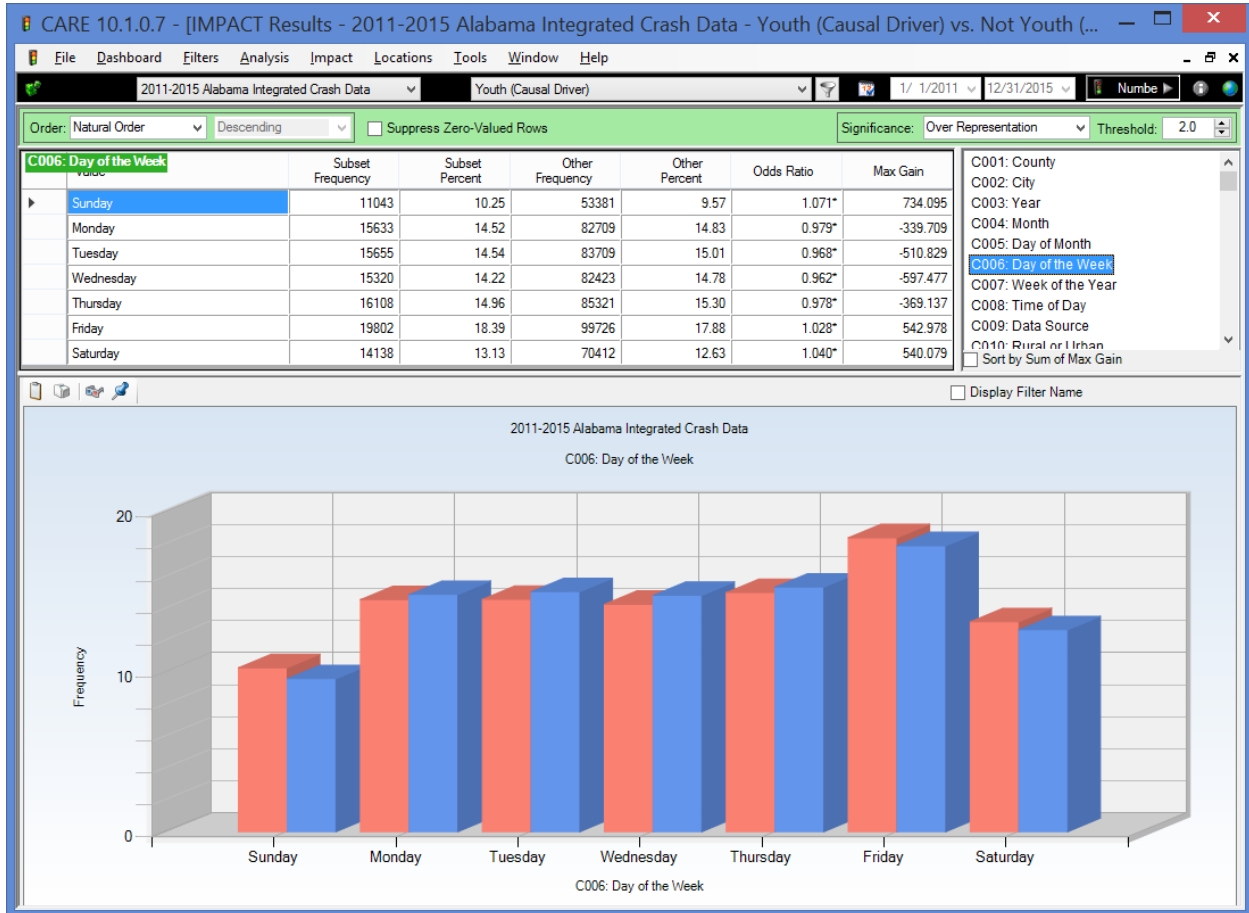 CARE 10.1.0.7 - [IMPACT Results - 2011-2015 Alabama Integrated Crash Data - Youth (Causal Driver) vs. Not Youth (...
File Dashboard Filters Analysis Impact Locations Tools Window Help
2011-2015 Alabama Integrated Crash Data Youth (Causal Driver) 1/ 1/2011 12/31/2015 Numbe
Order: Natural Order Descending Suppress Zero-Valued Rows Significance: Over Representation Threshold: 2.0
C006: Day of the Week Subset Frequency Subset Percent Other Frequency Other Percent Odds Ratio Max Gain
Sunday 11043 10.25 53381 9.57 1.071* 734.095
Monday 15633 14.52 82709 14.83 0.979* -339.709
Tuesday 15655 14.54 83709 15.01 0.968* -510.829
Wednesday 15320 14.22 82423 14.78 0.962* -597.477
Thursday 16108 14.96 85321 15.30 0.978* -369.137
Friday 19802 18.39 99726 17.88 1.028* 542.978
Saturday 14138 13.13 70412 12.63 1.040* 540.079
C001: County
C002: City
C003: Year
C004: Month
C005: Day of Month
C006: Day of the Week
C007: Week of the Year
C008: Time of Day
C009: Data Source
C010: Rural or Urban
Sort by Sum of Max Gain
Display Filter Name
2011-2015 Alabama Integrated Crash Data
C006: Day of the Week
20
10
0
Frequency
Sunday Monday Tuesday Wednesday Thursday Friday Saturday
C006: Day of the Week